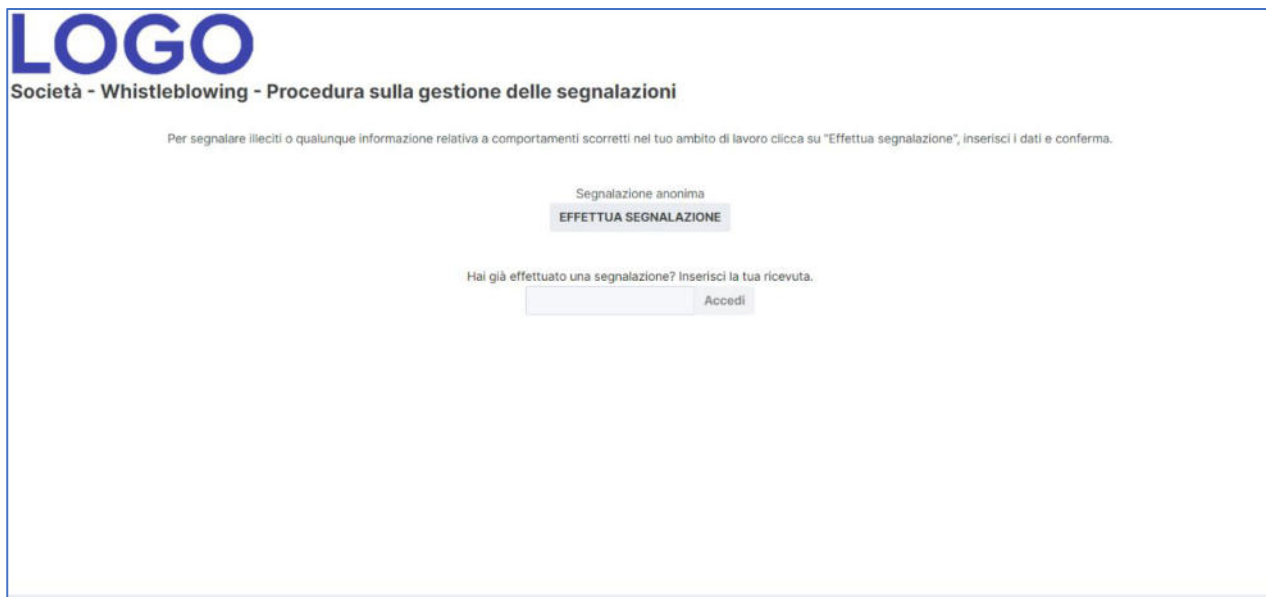 LOGO
Società - Whistleblowing - Procedura sulla gestione delle segnalazioni
Per segnalare illeciti o qualunque informazione relativa a comportamenti scorretti nel tuo ambito di lavoro clicca su "Effettua segnalazione", inserisci i dati e conferma.
Segnalazione anonima
EFFETTUA SEGNALAZIONE
Hai già effettuato una segnalazione? Inserisci la tua ricevuta.
Accedi